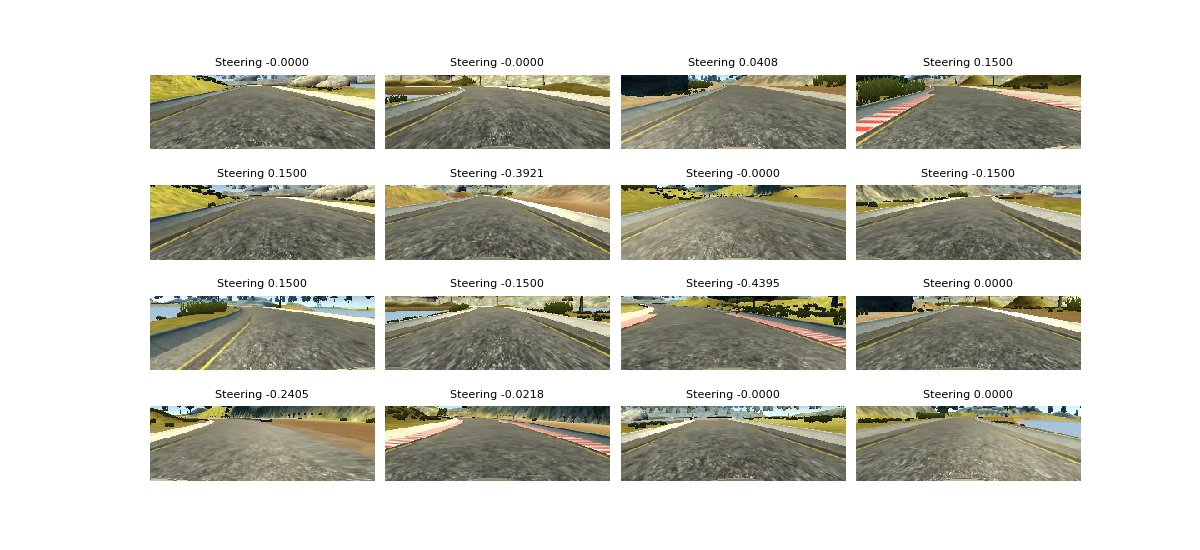 Steering -0.0000
Steering -0.0000
Steering 0.0408
Steering 0.1500
Steering 0.1500
Steering -0.3921
Steering -0.0000
Steering -0.1500
Steering 0.1500
Steering -0.1500
Steering -0.4395
Steering 0.0000
Steering -0.2405
Steering -0.0218
Steering -0.0000
Steering 0.0000